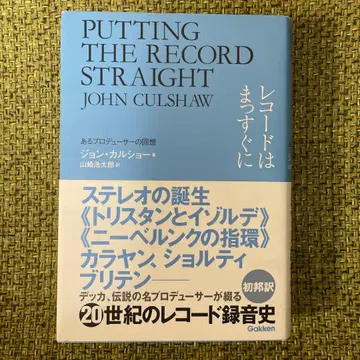 PUTTING
THE RECORD
STRAIGHT
JOHN CULSHAW
レコードは
まっすぐに
あるプロデューサーの回想
ジョン・カルショー 著
山崎浩太郎 訳
ステレオの誕生
《トリスタンとイゾルデ》
《ニーベルンクの指環》
カラヤン、ショルティ
ブリテン――
デッカ、伝説の名プロデューサーが綴る
20世紀のレコード録音史
初邦訳
Gakken